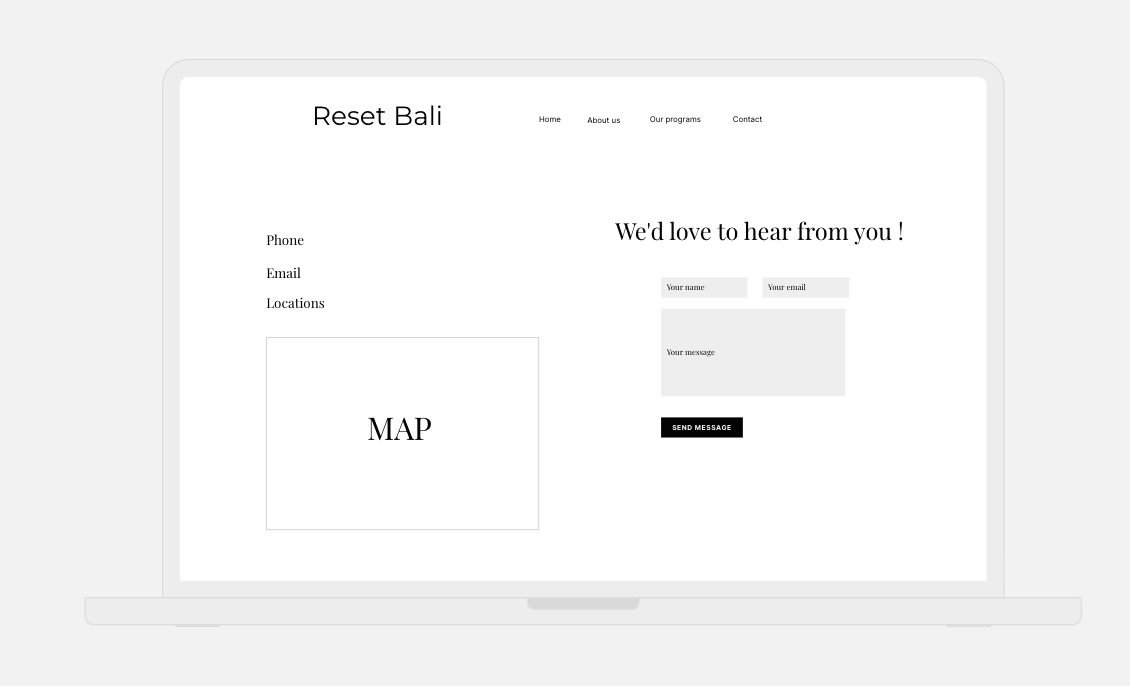 Reset Bali
Home
About us
Our programs
Contact
Phone
Email
Locations
MAP
We'd love to hear from you !
Your name
Your email
Your message
SEND MESSAGE